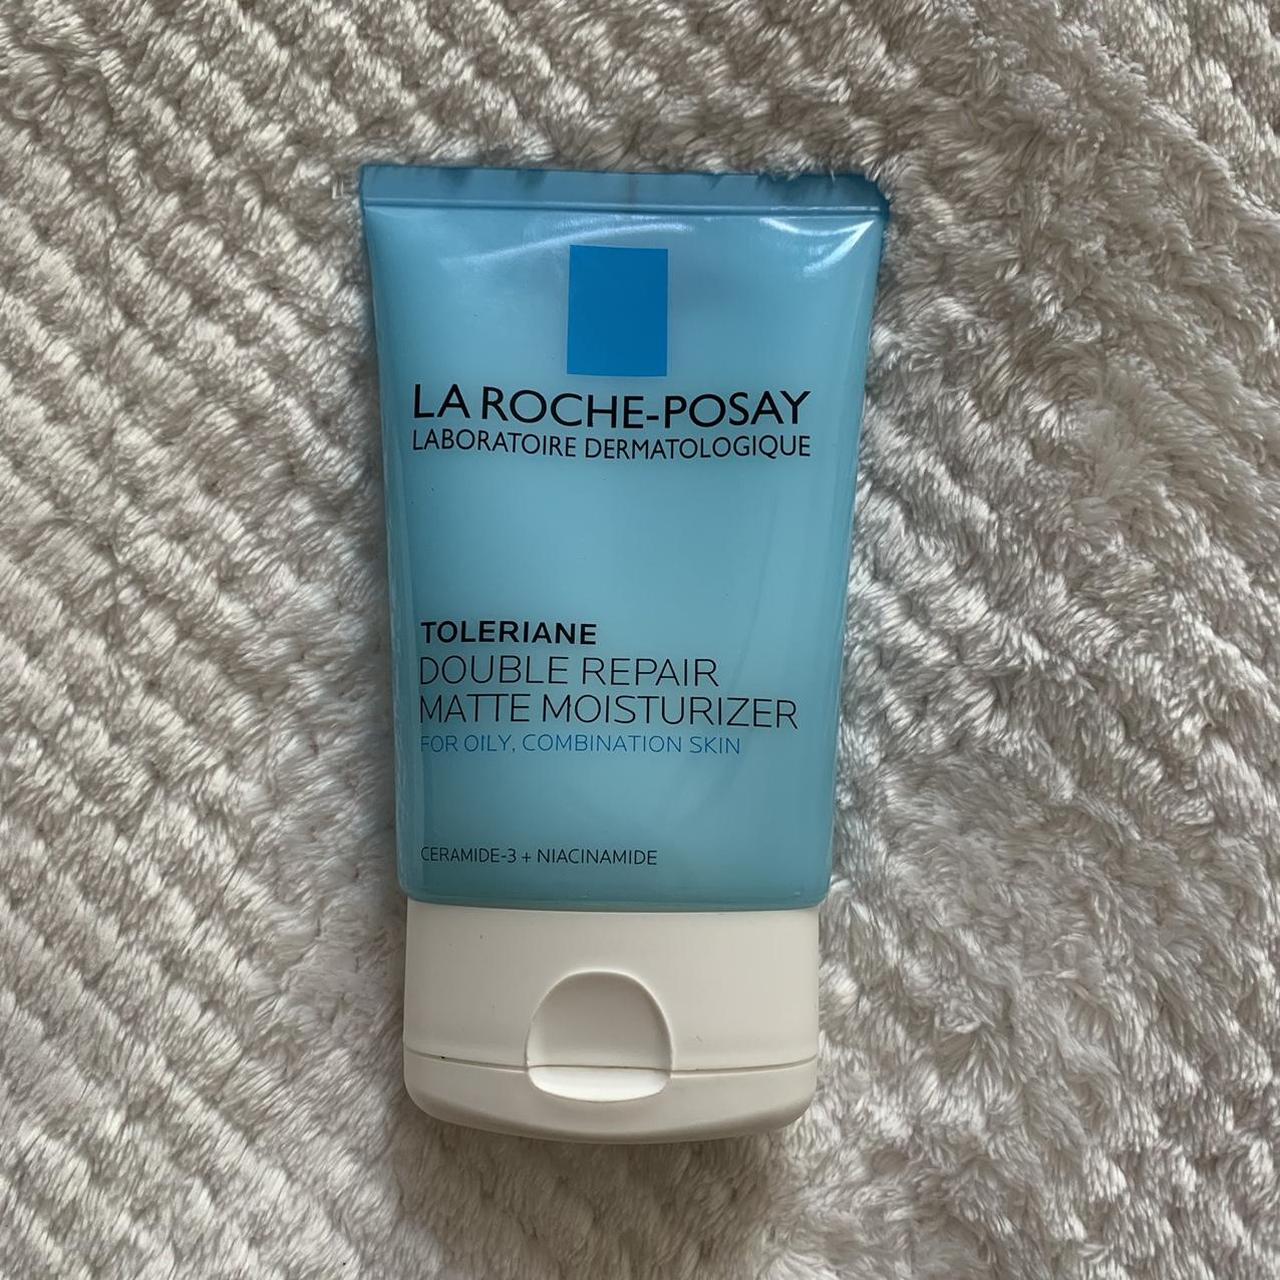 LA ROCHE-POSAY
LABORATOIRE DERMATOLOGIQUE
TOLERIANE
DOUBLE REPAIR
MATTE MOISTURIZER
FOR OILY, COMBINATION SKIN
CERAMIDE-3 + NIACINAMIDE